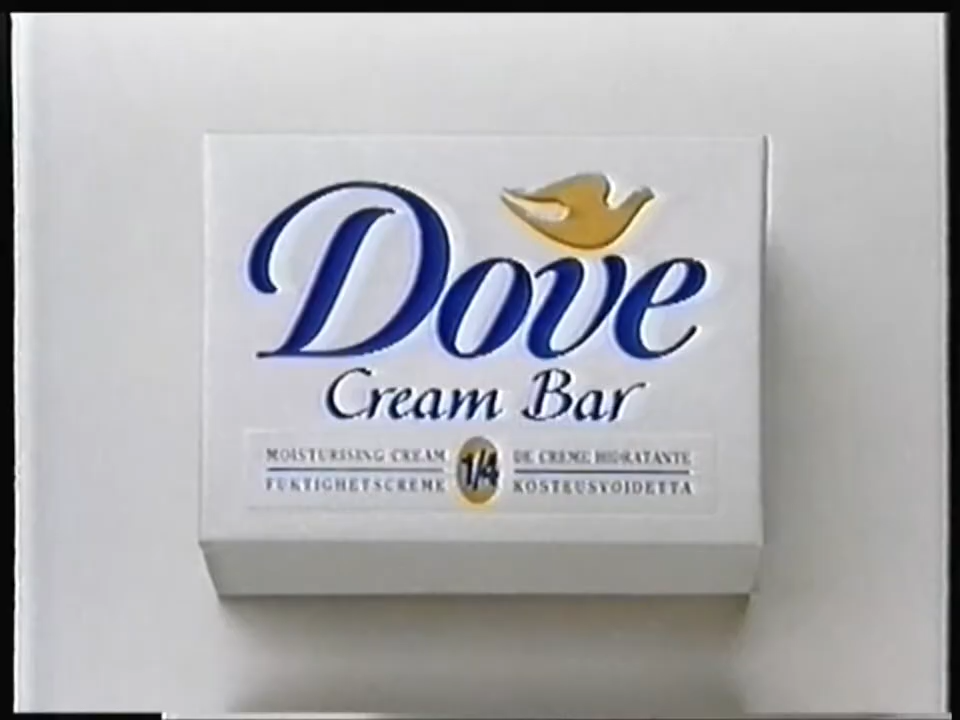 Dove
Cream Bar
MOISTURISING CREAM 1/4 DE CREME HIDRATANTE
FUKTIGHETSCREME KOSTEUSVOIDETTA